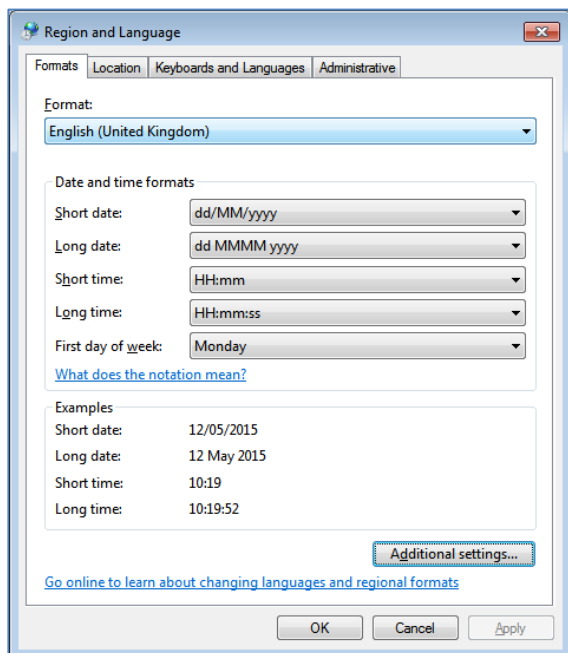 Region and Language
Formats Location Keyboards and Languages Administrative
Format:
English (United Kingdom)
Date and time formats
Short date: dd/MM/yyyy
Long date: dd MMMM yyyy
Short time: HH:mm
Long time: HH:mm:ss
First day of week: Monday
What does the notation mean?
Examples
Short date: 12/05/2015
Long date: 12 May 2015
Short time: 10:19
Long time: 10:19:52
Additional settings...
Go online to learn about changing languages and regional formats
OK Cancel Apply